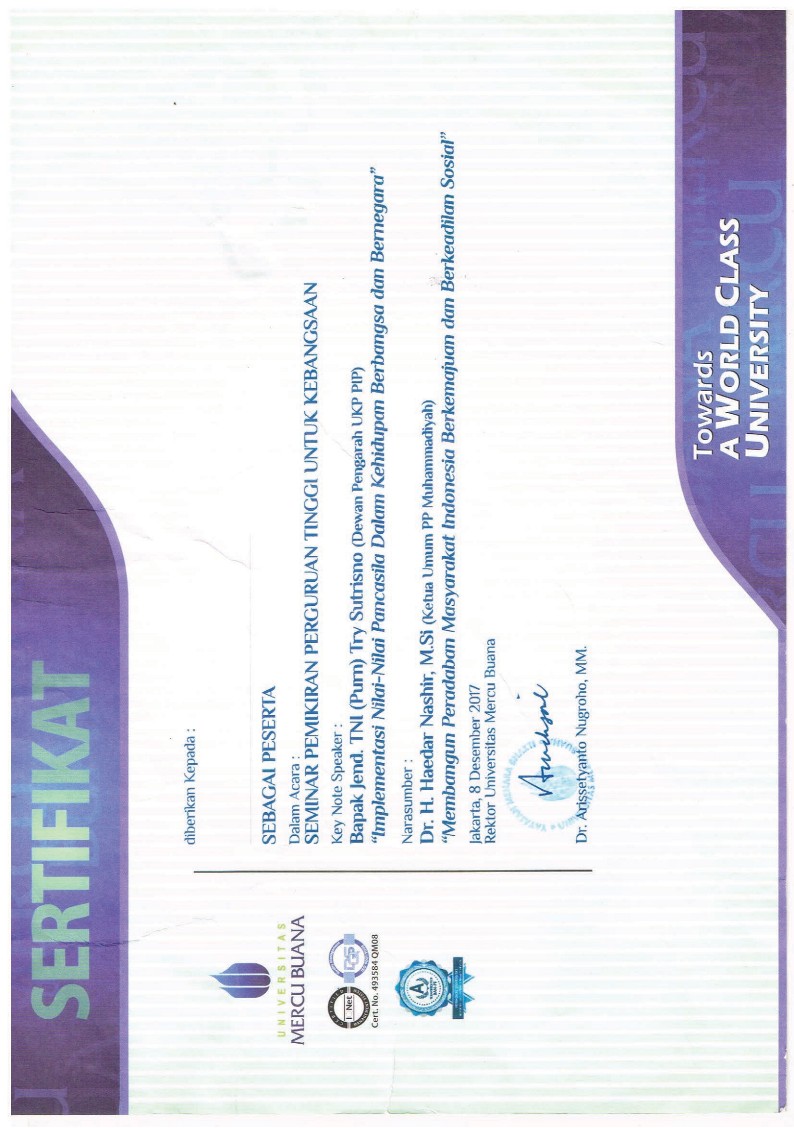 SERTIFIKAT
diberikan Kepada :
UNIVERSITAS
MERCU BUANA
Cert. No. 493584 QM08
SEBAGAI PESERTA
Dalam Acara :
SEMINAR PEMIKIRAN PERGURUAN TINGGI UNTUK KEBANGSAAN
Key Note Speaker :
Bapak Jend. TNI (Purn) Try Sutrisno (Dewan Pengarah UKP PIP)
“Implementasi Nilai-Nilai Pancasila Dalam Kehidupan Berbangsa dan Bernegara”
Narasumber :
Dr. H. Haedar Nashir, M.Si (Ketua Umum PP Muhammadiyah)
“Membangun Peradaban Masyarakat Indonesia Berkemajuan dan Berkeadilan Sosial”
Jakarta, 8 Desember 2017
Rektor Universitas Mercu Buana
YAYASAN MENARA BHAKTI
Dr. Arissetyanto Nugroho, MM.
Towards
A WORLD CLASS
UNIVERSITY